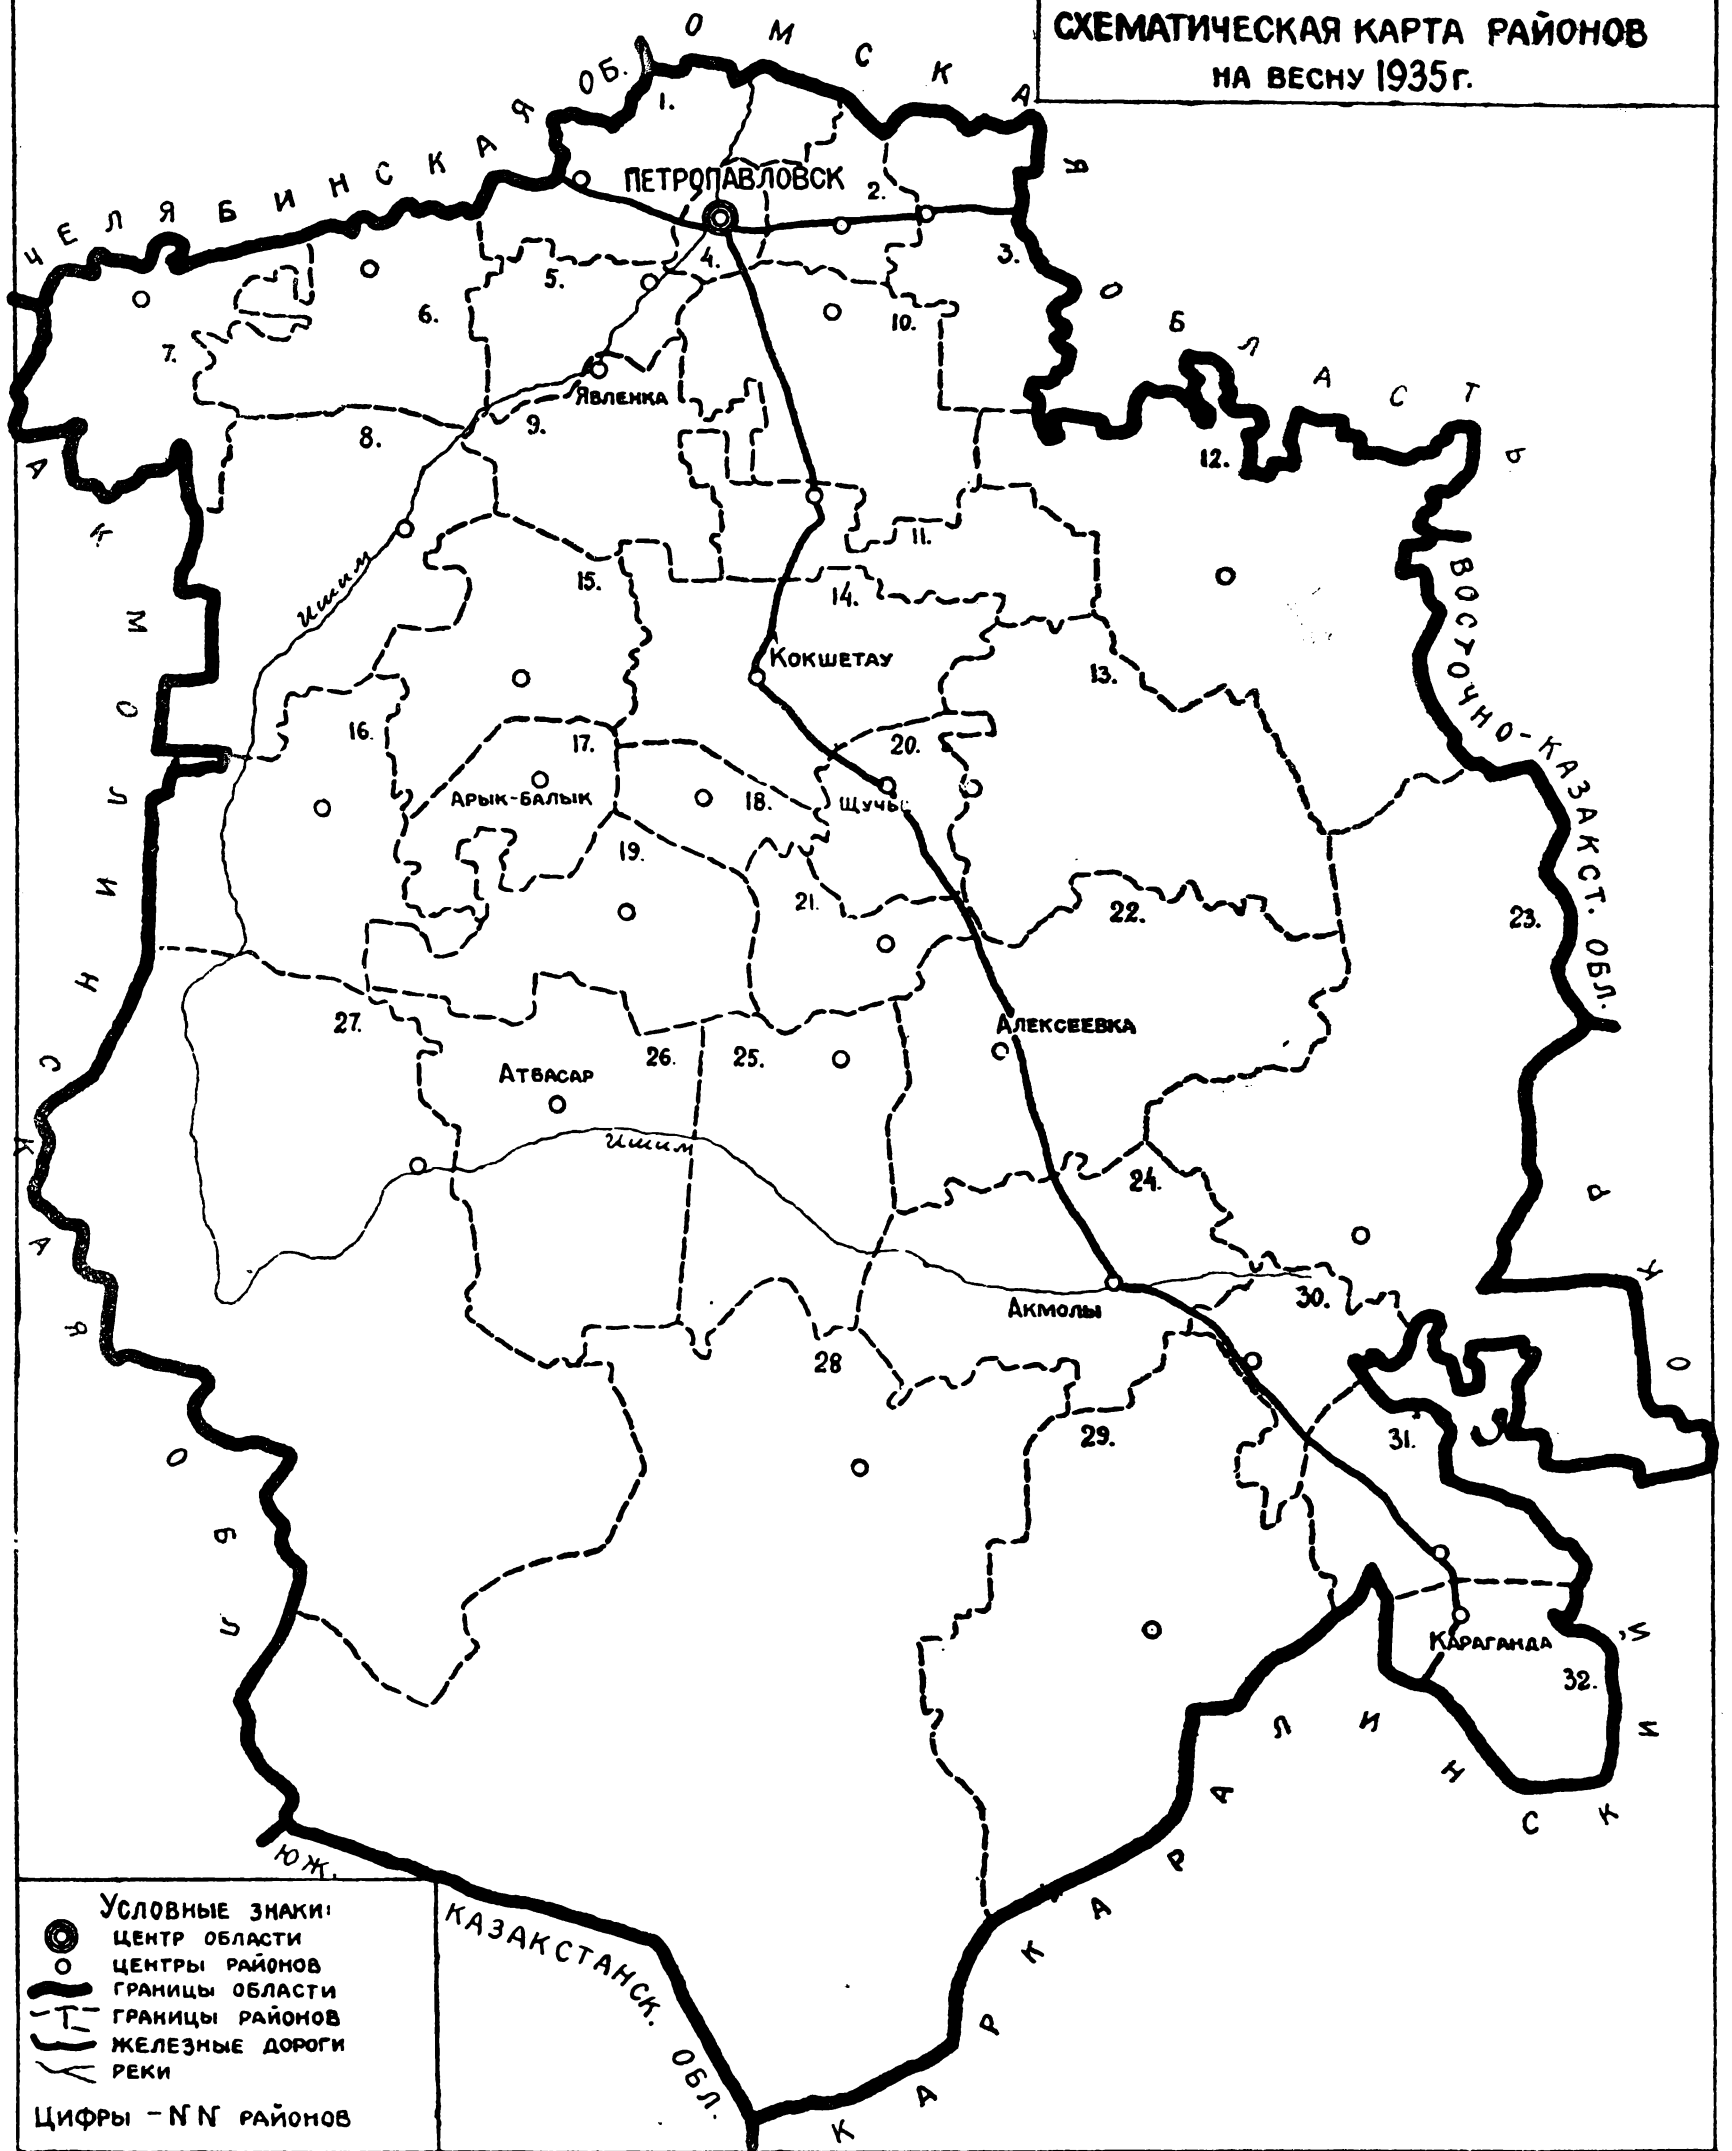 СХЕМАТИЧЕСКАЯ КАРТА РАЙОНОВ
НА ВЕСНУ 1935г.
ЧЕЛЯБИНСКАЯ ОБ.
ОМСКАЯ ОБЛАСТЬ
ВОСТОЧНО-КАЗАКСТ. ОБЛ.
КАРКАРАЛИНСКИЙ ОКР.
АКМОЛИНСКАЯ ОБЛ.
ЮЖ. КАЗАКСТАНСК. ОБЛ.
1.
ПЕТРОПАВЛОВСК
2.
3.
4.
5.
6.
7.
10.
ЯВЛЕНКА
8.
9.
12.
11.
Ишим
15.
14.
КОКШЕТАУ
13.
16.
17.
20.
АРЫК-БАЛЫК
18.
ЩУЧЬЕ
19.
21.
22.
23.
27.
26.
25.
АЛЕКСЕЕВКА
АТБАСАР
Ишим
24.
АКМОЛЫ
30.
28
29.
31.
КАРАГАНДА
32.
УСЛОВНЫЕ ЗНАКИ:
ЦЕНТР ОБЛАСТИ
ЦЕНТРЫ РАЙОНОВ
ГРАНИЦЫ ОБЛАСТИ
ГРАНИЦЫ РАЙОНОВ
ЖЕЛЕЗНЫЕ ДОРОГИ
РЕКИ
ЦИФРЫ - NN РАЙОНОВ